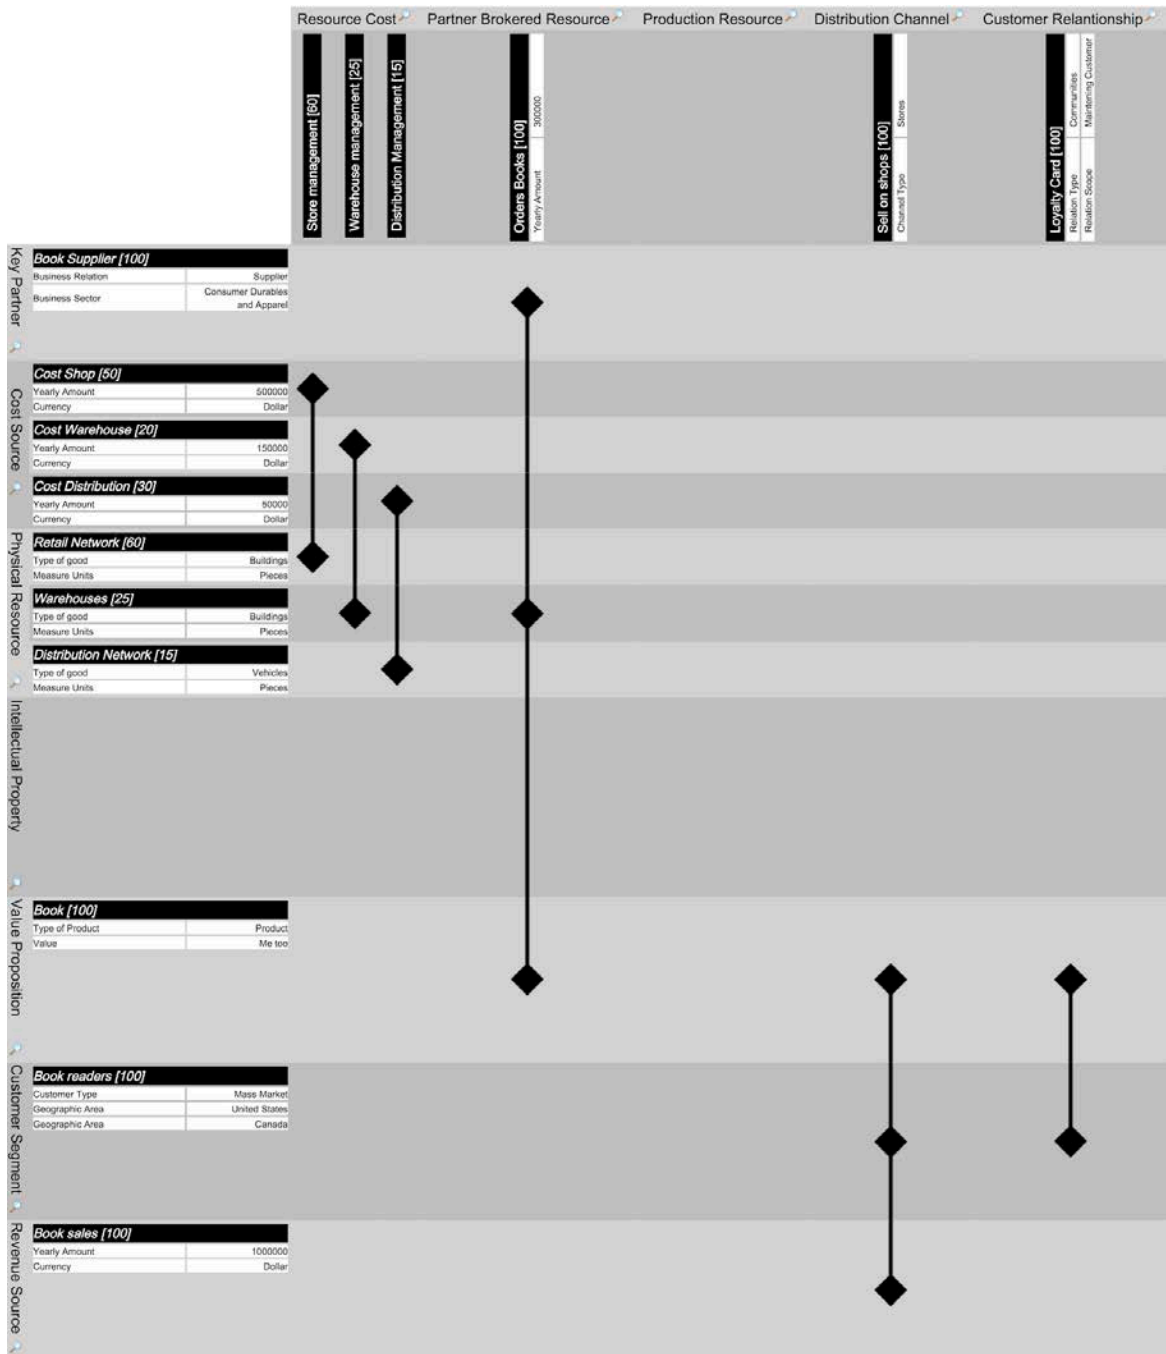 Resource Cost
Partner Brokered Resource
Production Resource
Distribution Channel
Customer Relantionship
Store management [60]
Warehouse management [25]
Distribution Management [15]
Orders Books [100]
Yearly Amount 300000
Sell on shops [100]
Channel Type Stores
Loyalty Card [100]
Relation Type Communities
Relation Scope Maintening Customer
Key Partner
Book Supplier [100]
Business Relation Supplier
Business Sector Consumer Durables
and Apparel
Cost Source
Cost Shop [50]
Yearly Amount 500000
Currency Dollar
Cost Warehouse [20]
Yearly Amount 150000
Currency Dollar
Cost Distribution [30]
Yearly Amount 50000
Currency Dollar
Physical Resource
Retail Network [60]
Type of good Buildings
Measure Units Pieces
Warehouses [25]
Type of good Buildings
Measure Units Pieces
Distribution Network [15]
Type of good Vehicles
Measure Units Pieces
Intellectual Property
Value Proposition
Book [100]
Type of Product Product
Value Me too
Customer Segment
Book readers [100]
Customer Type Mass Market
Geographic Area United States
Geographic Area Canada
Revenue Source
Book sales [100]
Yearly Amount 1000000
Currency Dollar